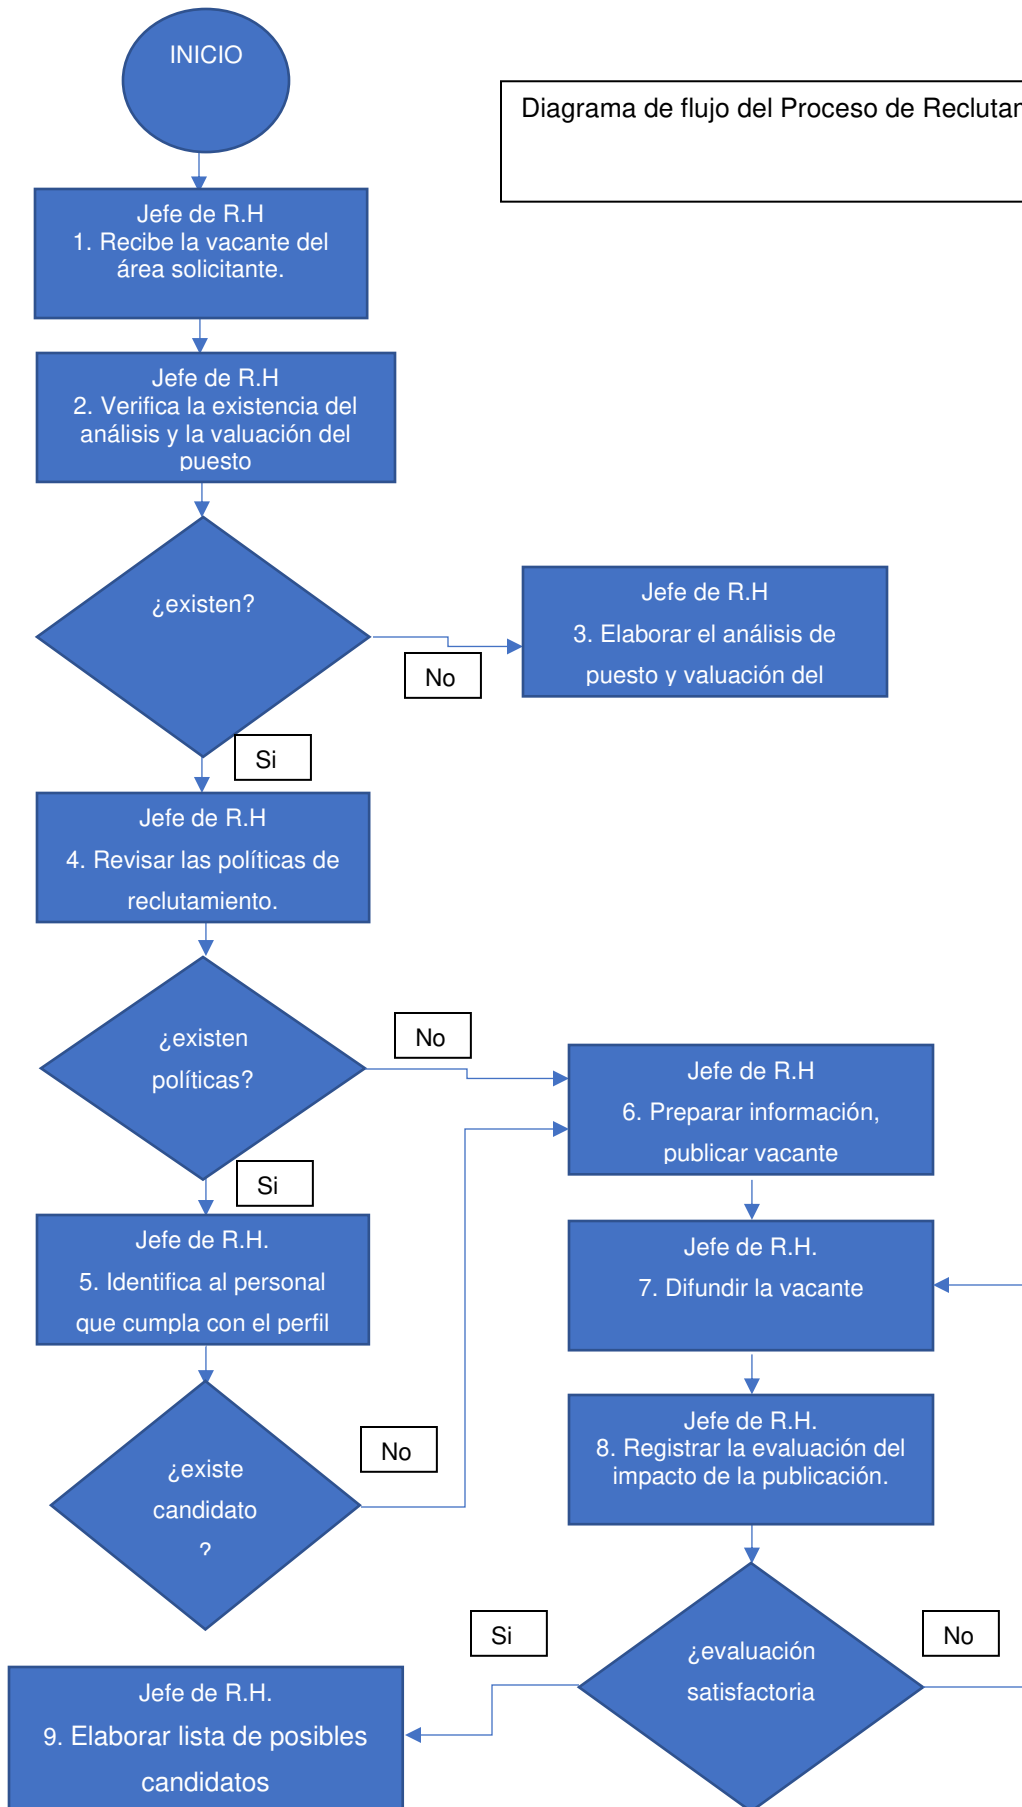 INICIO
Diagrama de flujo del Proceso de Reclutan
Jefe de R.H
1. Recibe la vacante del
área solicitante.
Jefe de R.H
2. Verifica la existencia del
análisis y la valuación del
puesto
¿existen?
Jefe de R.H
3. Elaborar el análisis de
puesto y valuación del
No
Si
Jefe de R.H
4. Revisar las políticas de
reclutamiento.
¿existen
políticas?
No
Jefe de R.H
6. Preparar información,
publicar vacante
Si
Jefe de R.H.
5. Identifica al personal
que cumpla con el perfil
Jefe de R.H.
7. Difundir la vacante
¿existe
candidato
?
No
Jefe de R.H.
8. Registrar la evaluación del
impacto de la publicación.
Si
¿evaluación
satisfactoria
No
Jefe de R.H.
9. Elaborar lista de posibles
candidatos